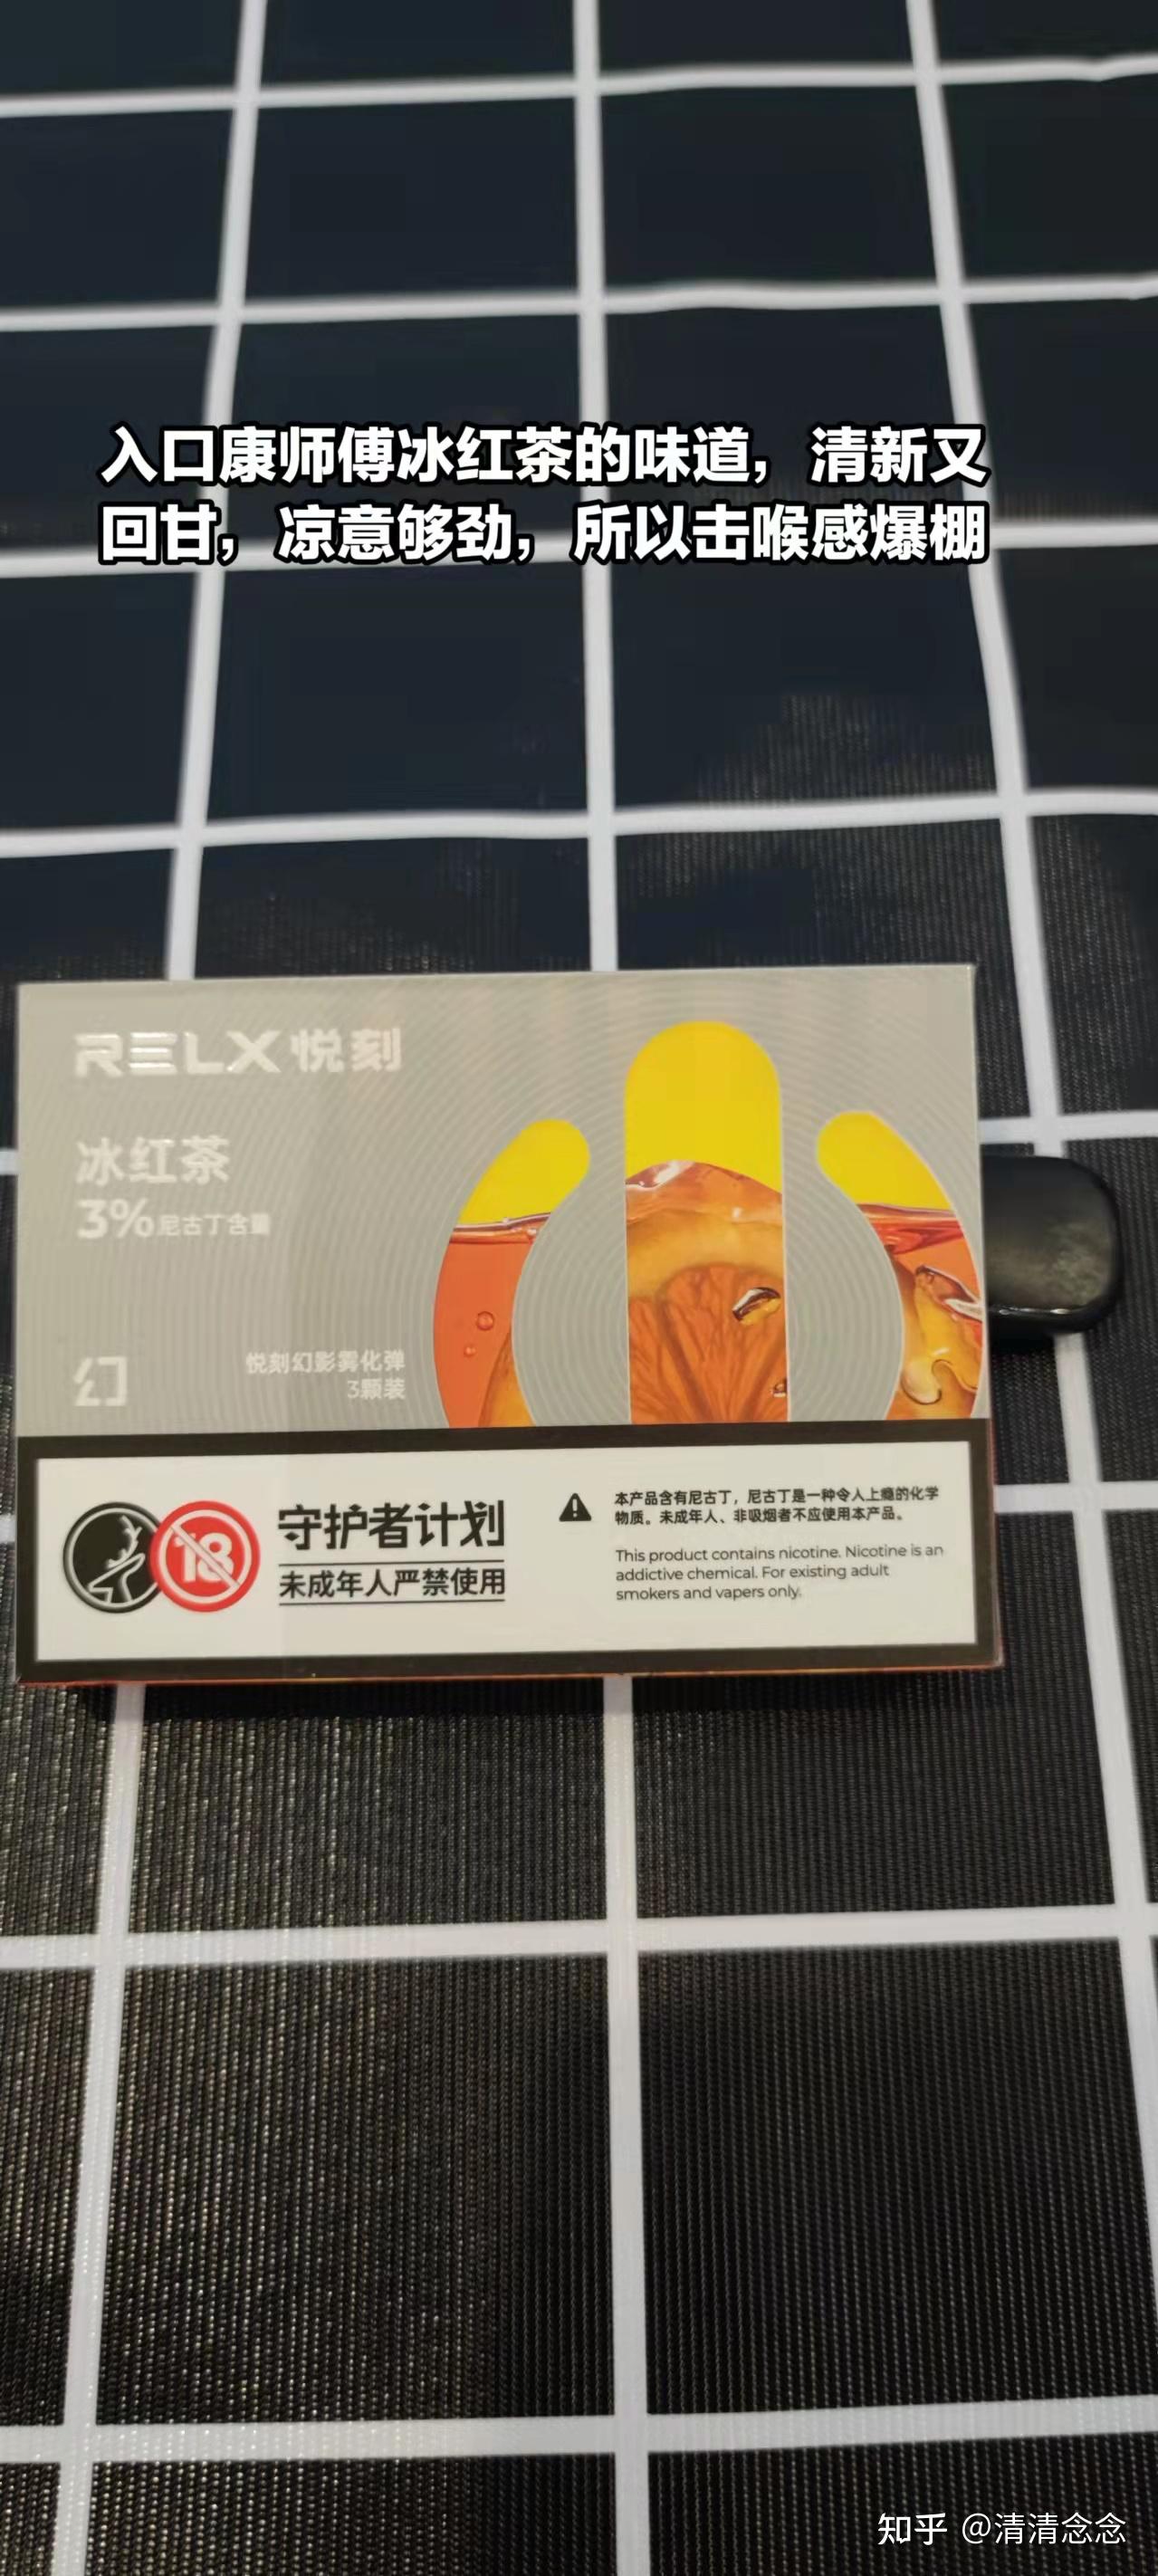 入口康师傅冰红茶的味道，清新又
回甘，凉意够劲，所以击喉感爆棚
RELX 悦刻
冰红茶
3%尼古丁含量
幻
悦刻幻影雾化弹
3颗装
18
守护者计划
未成年人严禁使用
本产品含有尼古丁，尼古丁是一种令人上瘾的化学
物质。未成年人、非吸烟者不应使用本产品。
This product contains nicotine. Nicotine is an
addictive chemical. For existing adult
smokers and vapers only.
知乎 @清清念念